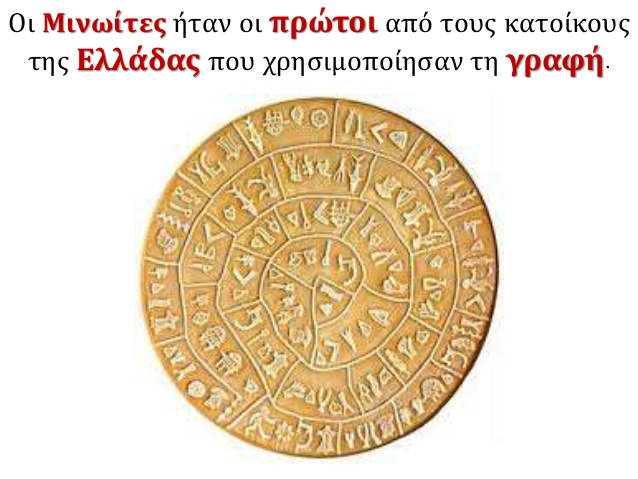 Οι Μινωίτες ήταν οι πρώτοι από τους κατοίκους
της Ελλάδας που χρησιμοποίησαν τη γραφή.